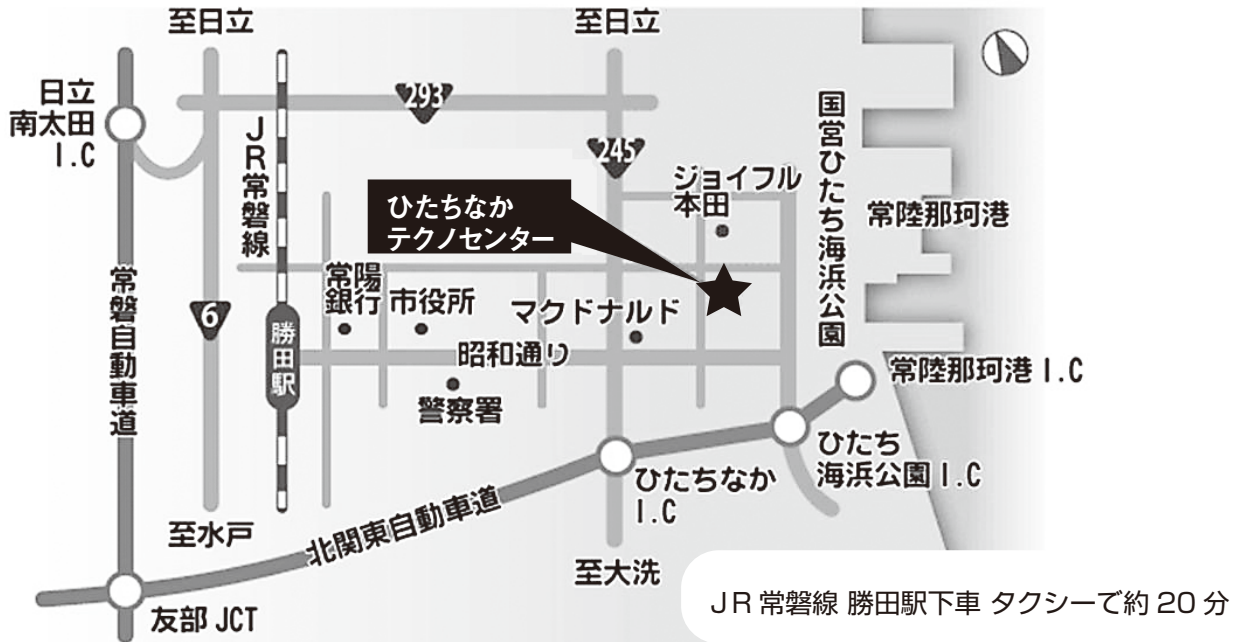 至日立
至日立
日立
南太田
I.C
293
JR常磐線
245
ジョイフル
本田
国営ひたち海浜公園
ひたちなか
テクノセンター
常陸那珂港
常磐自動車道
6
常陽
銀行
市役所
マクドナルド
勝田駅
昭和通り
常陸那珂港 I.C
警察署
ひたち
海浜公園 I.C
ひたちなか
I.C
至水戸
北関東自動車道
至大洗
友部 JCT
JR 常磐線 勝田駅下車 タクシーで約 20 分